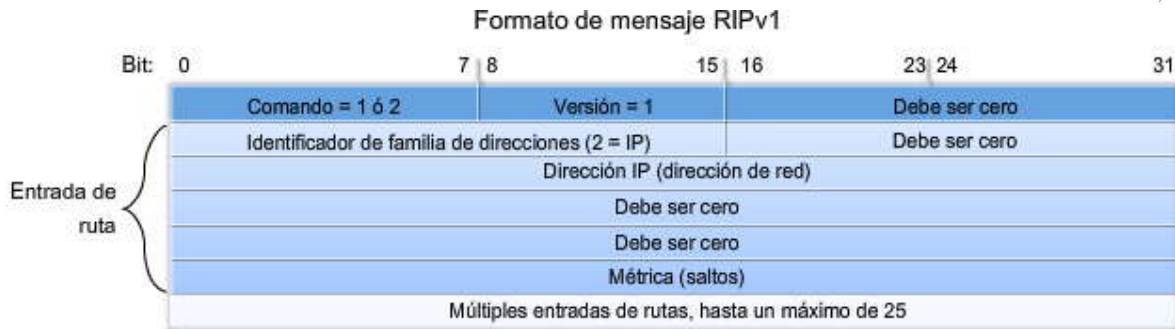 Formato de mensaje RIPv1
Bit: 0 7 8 15 16 23 24 31
Comando = 1 ó 2 Versión = 1 Debe ser cero
Identificador de familia de direcciones (2 = IP) Debe ser cero
Dirección IP (dirección de red)
Entrada de
ruta
Debe ser cero
Debe ser cero
Métrica (saltos)
Múltiples entradas de rutas, hasta un máximo de 25